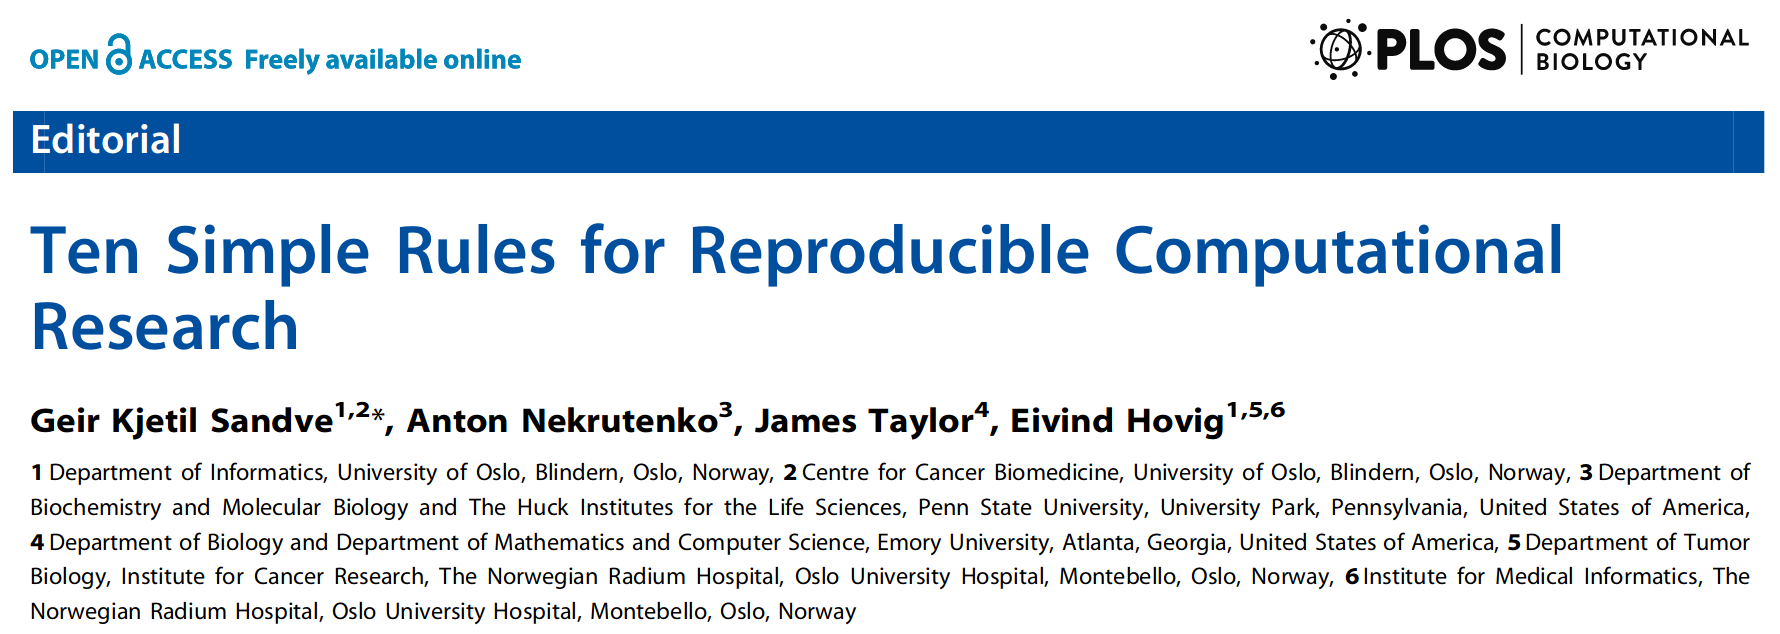 OPEN ACCESS Freely available online
PLOS COMPUTATIONAL
BIOLOGY
Editorial
Ten Simple Rules for Reproducible Computational
Research
Geir Kjetil Sandve1,2*, Anton Nekrutenko3, James Taylor4, Eivind Hovig1,5,6
1 Department of Informatics, University of Oslo, Blindern, Oslo, Norway, 2 Centre for Cancer Biomedicine, University of Oslo, Blindern, Oslo, Norway, 3 Department of
Biochemistry and Molecular Biology and The Huck Institutes for the Life Sciences, Penn State University, University Park, Pennsylvania, United States of America,
4 Department of Biology and Department of Mathematics and Computer Science, Emory University, Atlanta, Georgia, United States of America, 5 Department of Tumor
Biology, Institute for Cancer Research, The Norwegian Radium Hospital, Oslo University Hospital, Montebello, Oslo, Norway, 6 Institute for Medical Informatics, The
Norwegian Radium Hospital, Oslo University Hospital, Montebello, Oslo, Norway